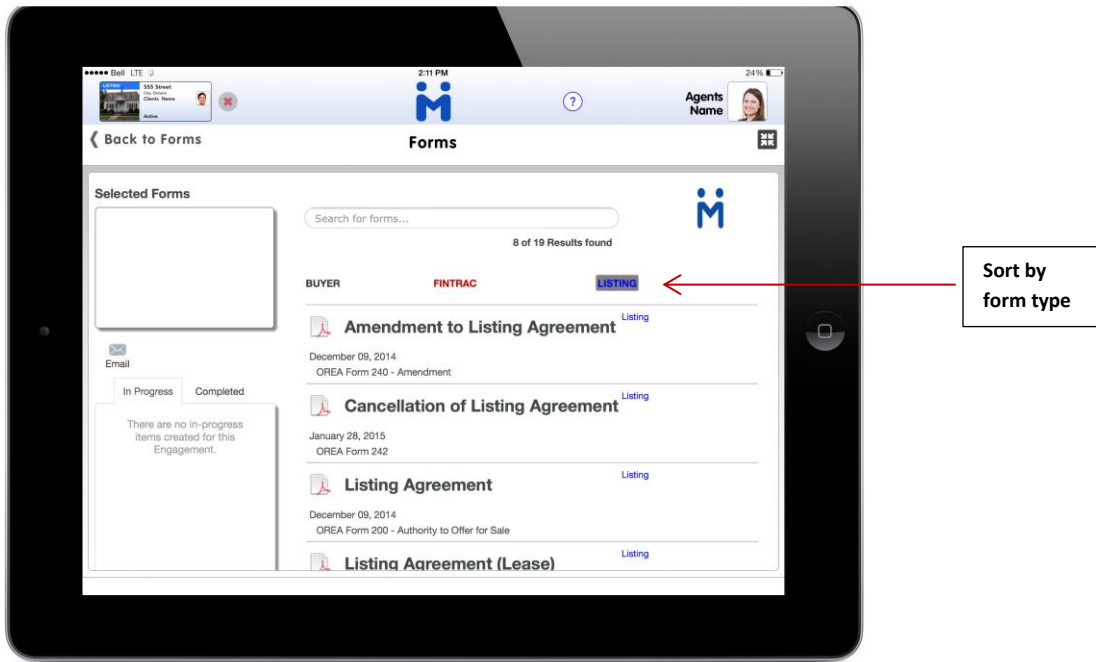 Bell LTE
2:11 PM
24%
LISTING
555 Street
City, Ontario
Clients Name
Active
?
Agents
Name
Back to Forms
Forms
Selected Forms
Search for forms...
8 of 19 Results found
BUYER
FINTRAC
LISTING
Sort by
form type
Amendment to Listing Agreement
Listing
December 09, 2014
OREA Form 240 - Amendment
Email
In Progress
Completed
There are no in-progress
items created for this
Engagement.
Cancellation of Listing Agreement
Listing
January 28, 2015
OREA Form 242
Listing Agreement
Listing
December 09, 2014
OREA Form 200 - Authority to Offer for Sale
Listing Agreement (Lease)
Listing